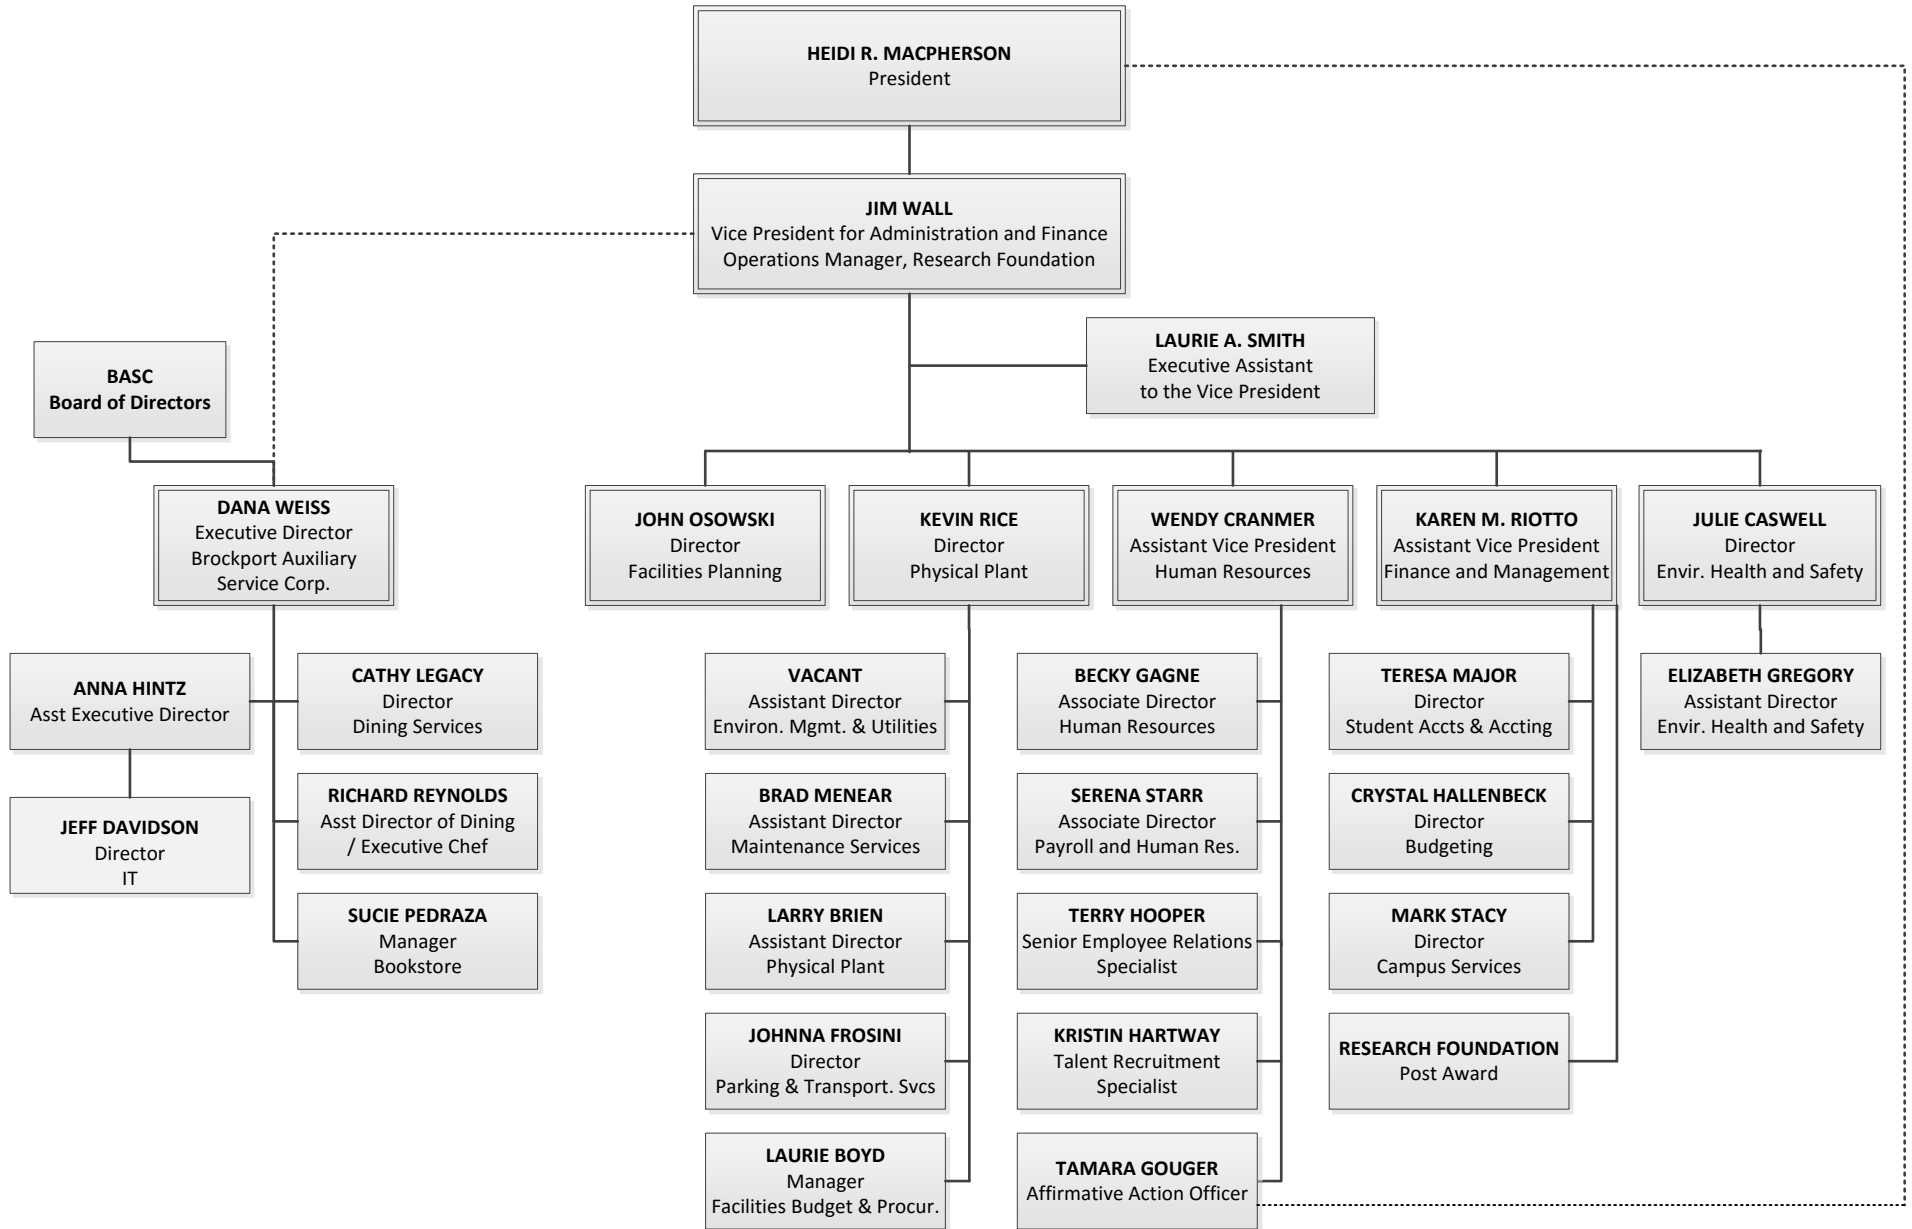 HEIDI R. MACPHERSON
President
JIM WALL
Vice President for Administration and Finance
Operations Manager, Research Foundation
LAURIE A. SMITH
Executive Assistant
to the Vice President
BASC
Board of Directors
DANA WEISS
Executive Director
Brockport Auxiliary
Service Corp.
JOHN OSOWSKI
Director
Facilities Planning
KEVIN RICE
Director
Physical Plant
WENDY CRANMER
Assistant Vice President
Human Resources
KAREN M. RIOTTO
Assistant Vice President
Finance and Management
JULIE CASWELL
Director
Envir. Health and Safety
ANNA HINTZ
Asst Executive Director
JEFF DAVIDSON
Director
IT
CATHY LEGACY
Director
Dining Services
RICHARD REYNOLDS
Asst Director of Dining
/ Executive Chef
SUCIE PEDRAZA
Manager
Bookstore
VACANT
Assistant Director
Environ. Mgmt. & Utilities
BRAD MENEAR
Assistant Director
Maintenance Services
LARRY BRIEN
Assistant Director
Physical Plant
JOHNNA FROSINI
Director
Parking & Transport. Svcs
LAURIE BOYD
Manager
Facilities Budget & Procur.
BECKY GAGNE
Associate Director
Human Resources
SERENA STARR
Associate Director
Payroll and Human Res.
TERRY HOOPER
Senior Employee Relations
Specialist
KRISTIN HARTWAY
Talent Recruitment
Specialist
TAMARA GOUGER
Affirmative Action Officer
TERESA MAJOR
Director
Student Accts & Accting
CRYSTAL HALLENBECK
Director
Budgeting
MARK STACY
Director
Campus Services
RESEARCH FOUNDATION
Post Award
ELIZABETH GREGORY
Assistant Director
Envir. Health and Safety